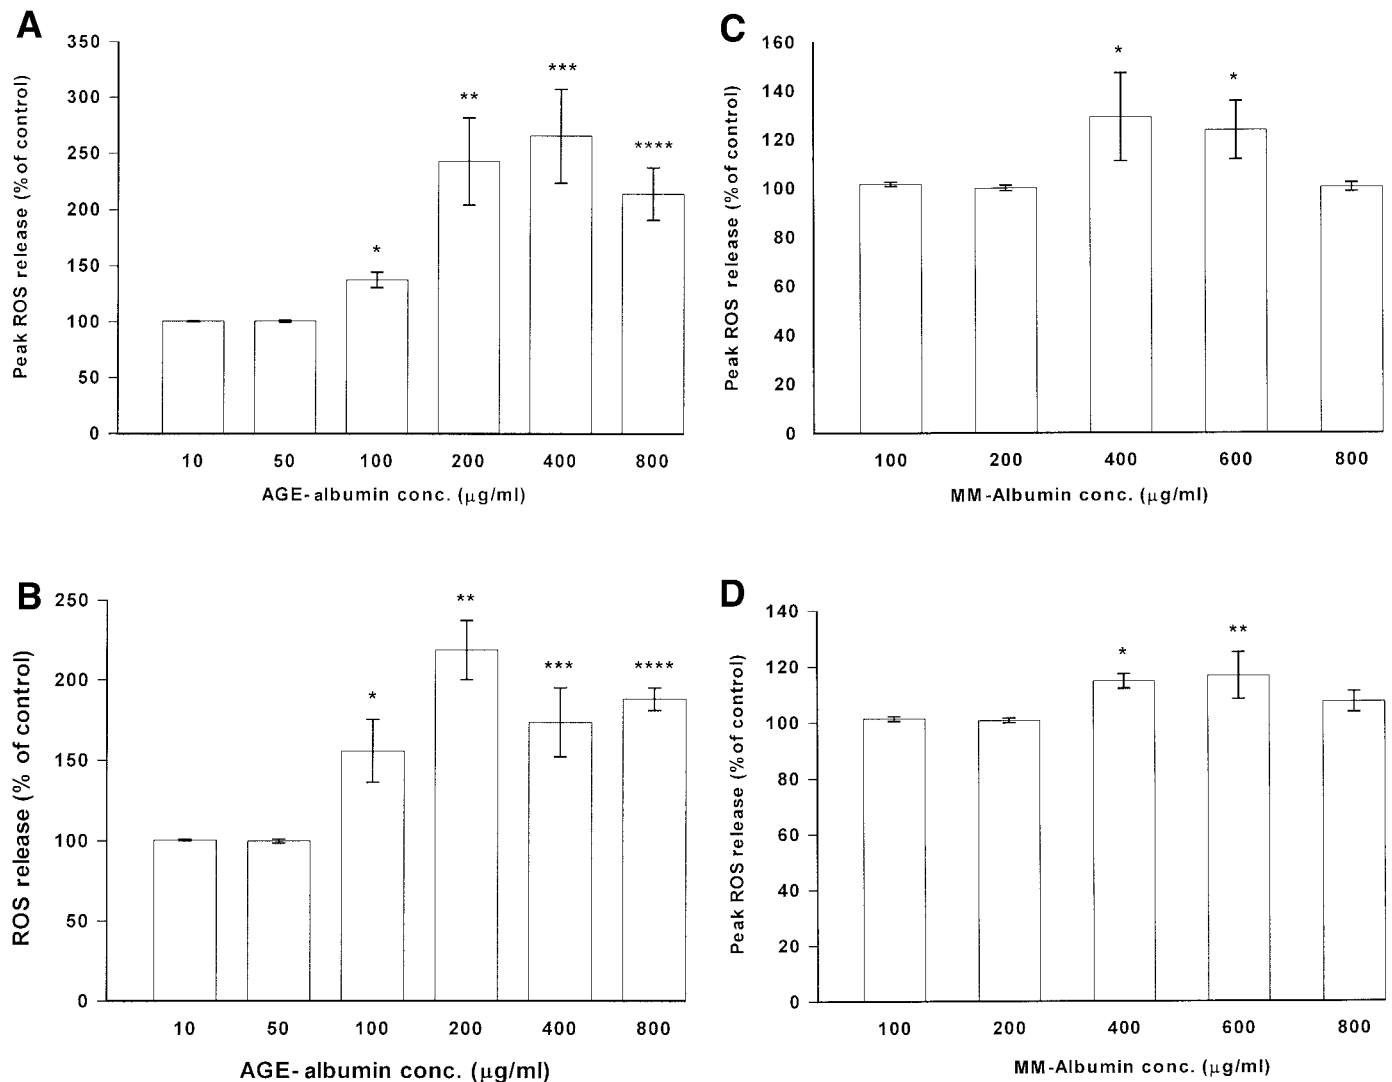 A
350
300
250
200
150
100
50
0
Peak ROS release (% of control)
*
**
***
****
10 50 100 200 400 800
AGE-albumin conc. (μg/ml)
C
160
140
120
100
80
60
40
20
0
Peak ROS release (% of control)
*
*
100 200 400 600 800
MM-Albumin conc. (μg/ml)
B
250
200
150
100
50
0
ROS release (% of control)
*
**
***
****
10 50 100 200 400 800
AGE-albumin conc. (μg/ml)
D
140
120
100
80
60
40
20
0
Peak ROS release (% of control)
*
**
100 200 400 600 800
MM-Albumin conc. (μg/ml)